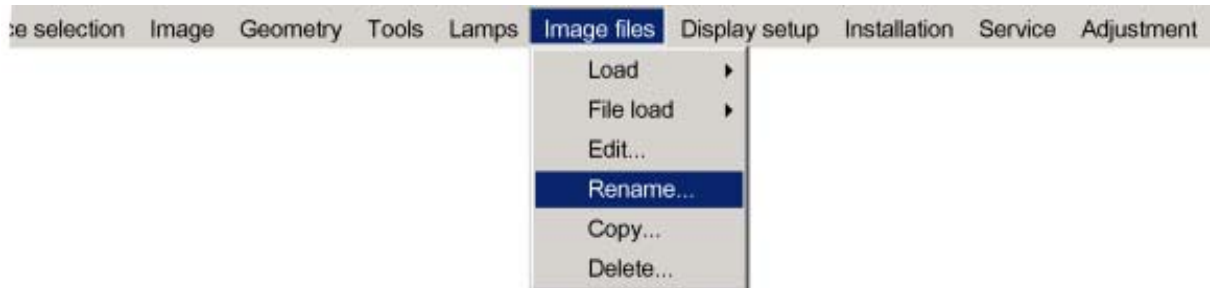 ce selection Image Geometry Tools Lamps Image files Display setup Installation Service Adjustment
Load
File load
Edit...
Rename...
Copy...
Delete...